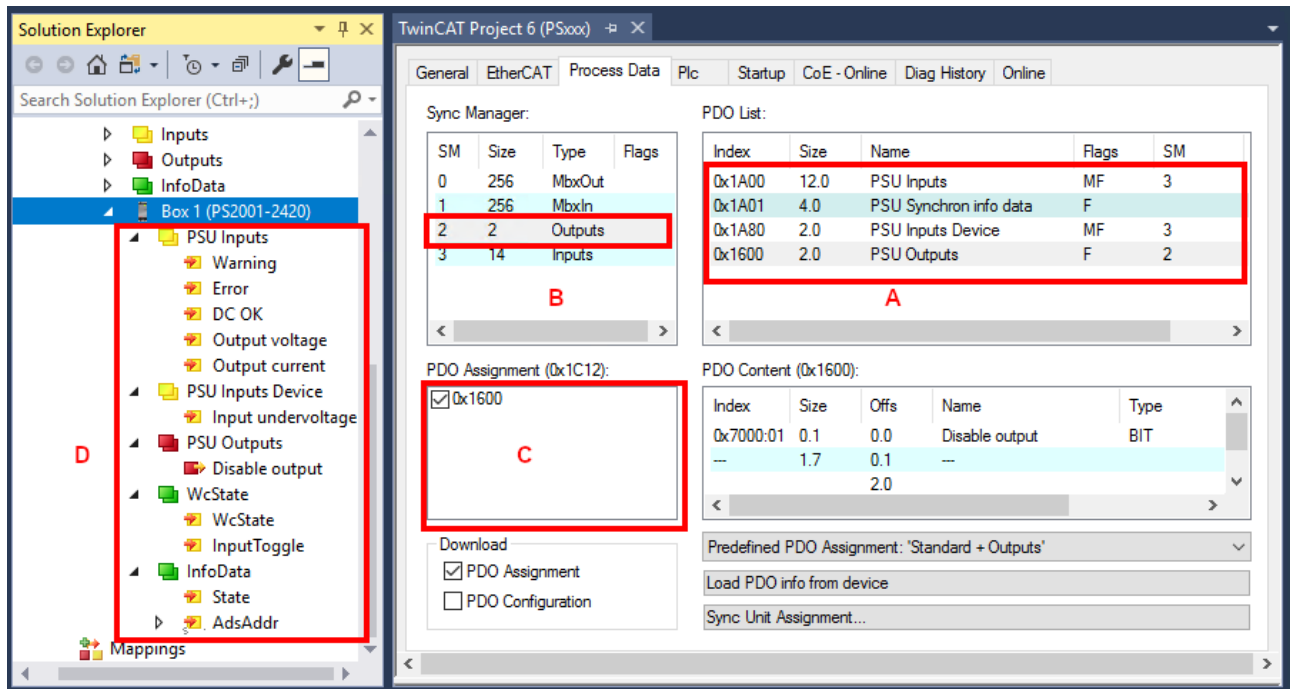 Solution Explorer
Search Solution Explorer (Ctrl+;)
Inputs
Outputs
InfoData
Box 1 (PS2001-2420)
PSU Inputs
Warning
Error
DC OK
Output voltage
Output current
PSU Inputs Device
Input undervoltage
D
PSU Outputs
Disable output
WcState
WcState
InputToggle
InfoData
State
AdsAddr
Mappings
TwinCAT Project 6 (PSxxx)
General EtherCAT Process Data Plc Startup CoE - Online Diag History Online
Sync Manager:
SM Size Type Flags
0 256 MbxOut
1 256 MbxIn
2 2 Outputs
3 14 Inputs
B
PDO List:
Index Size Name Flags SM
0x1A00 12.0 PSU Inputs MF 3
0x1A01 4.0 PSU Synchron info data F
0x1A80 2.0 PSU Inputs Device MF 3
0x1600 2.0 PSU Outputs F 2
A
PDO Assignment (0x1C12):
0x1600
C
PDO Content (0x1600):
Index Size Offs Name Type
0x7000:01 0.1 0.0 Disable output BIT
--- 1.7 0.1 ---
2.0
Download
PDO Assignment
PDO Configuration
Predefined PDO Assignment: 'Standard + Outputs'
Load PDO info from device
Sync Unit Assignment...